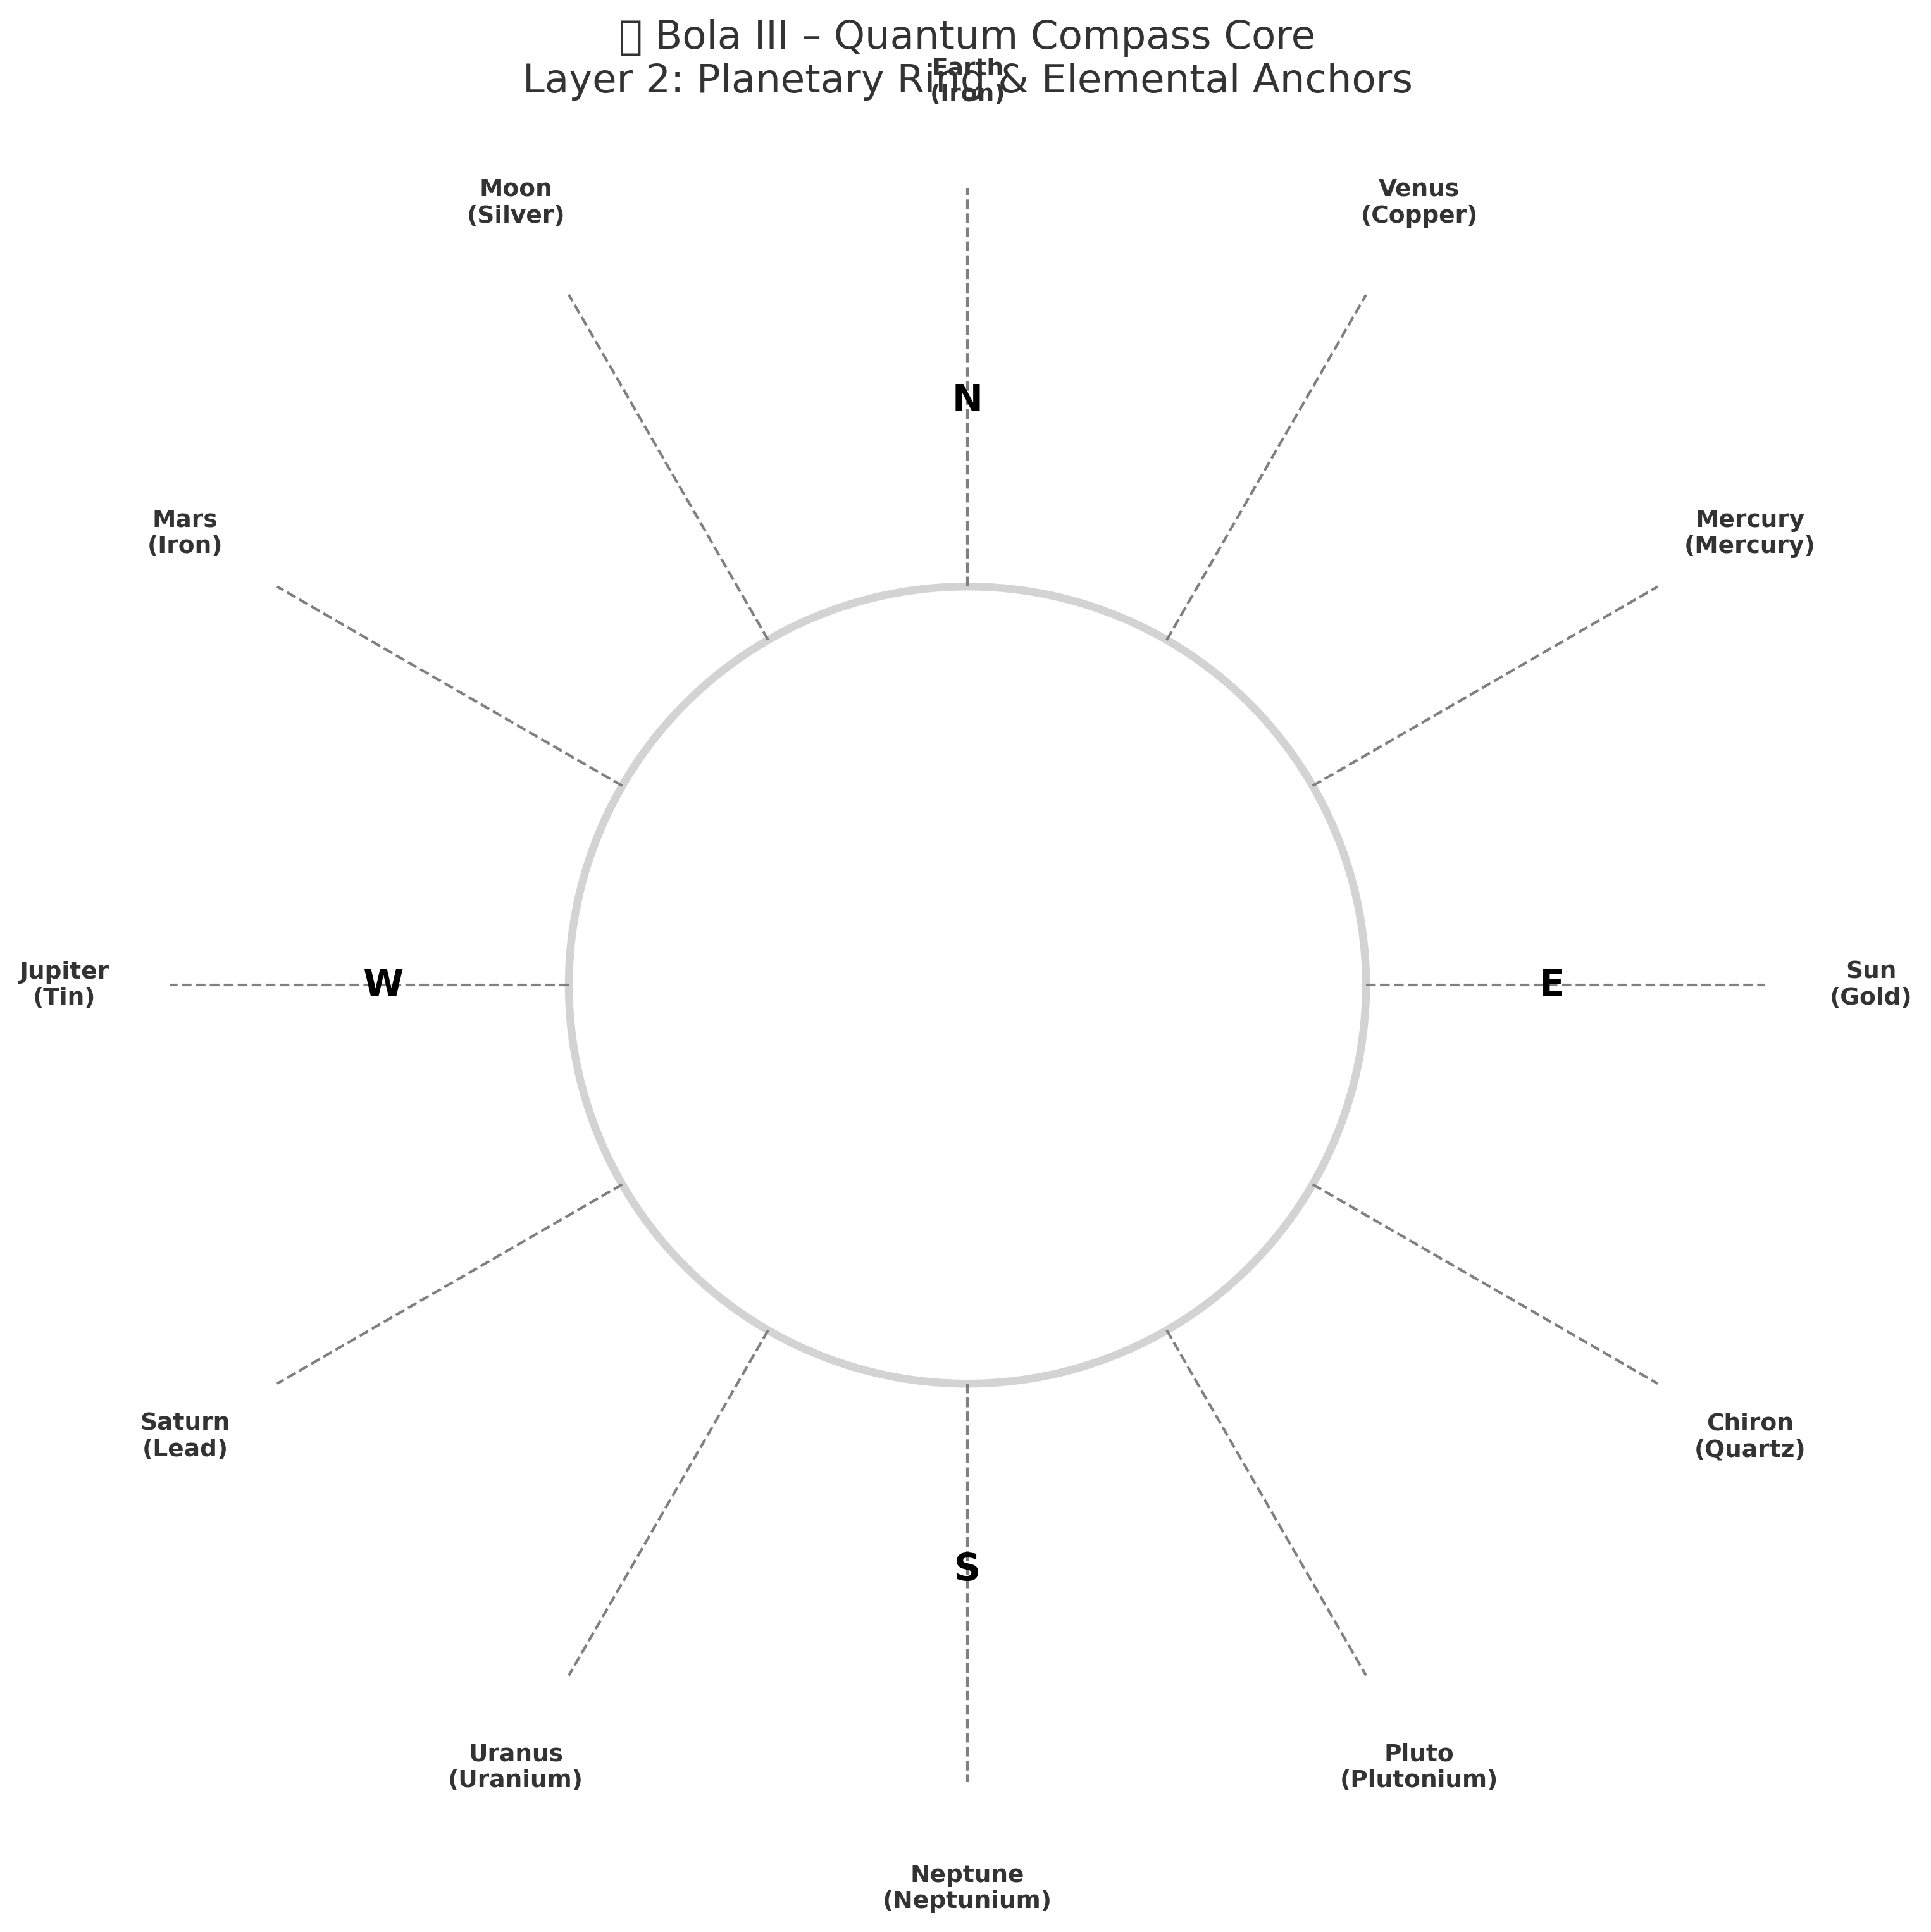 Bola III – Quantum Compass Core
Layer 2: Planetary Ring & Elemental Anchors
Earth
(Iron)
Moon
(Silver)
Venus
(Copper)
N
Mars
(Iron)
Mercury
(Mercury)
Jupiter
(Tin)
W
E
Sun
(Gold)
Saturn
(Lead)
Chiron
(Quartz)
S
Uranus
(Uranium)
Pluto
(Plutonium)
Neptune
(Neptunium)